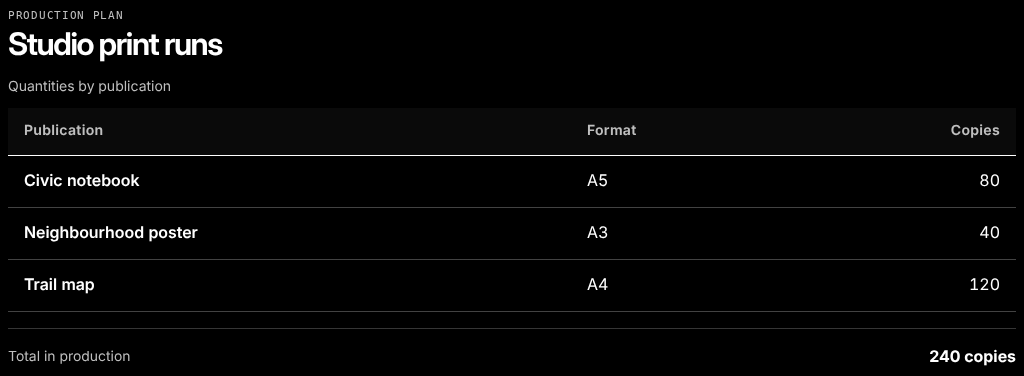 PRODUCTION PLAN
Studio print runs
Quantities by publication
Publication Format Copies
Civic notebook A5 80
Neighbourhood poster A3 40
Trail map A4 120
Total in production 240 copies